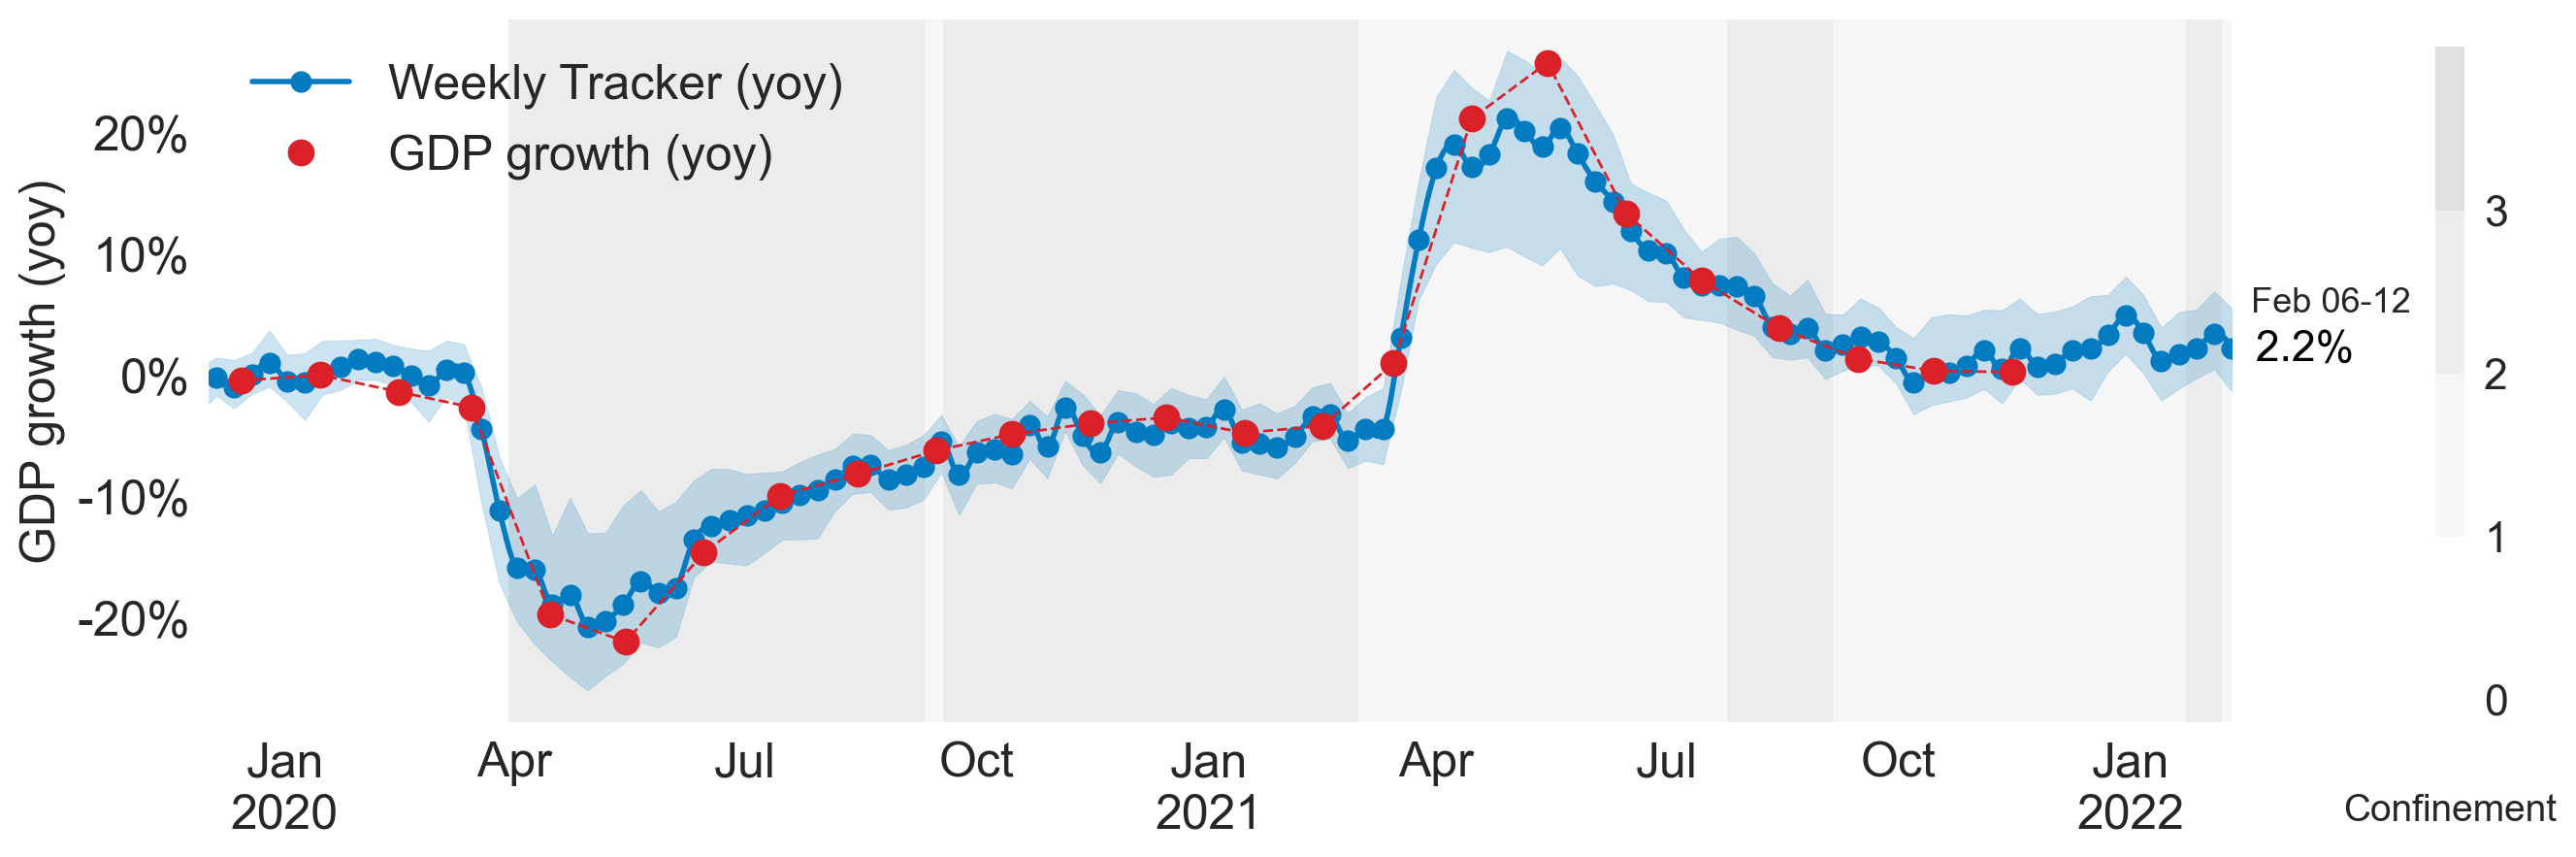 Weekly Tracker (yoy)
GDP growth (yoy)
GDP growth (yoy)
20%
10%
0%
-10%
-20%
Jan
2020
Apr
Jul
Oct
Jan
2021
Apr
Jul
Oct
Jan
2022
Feb 06-12
2.2%
3
2
1
0
Confinement